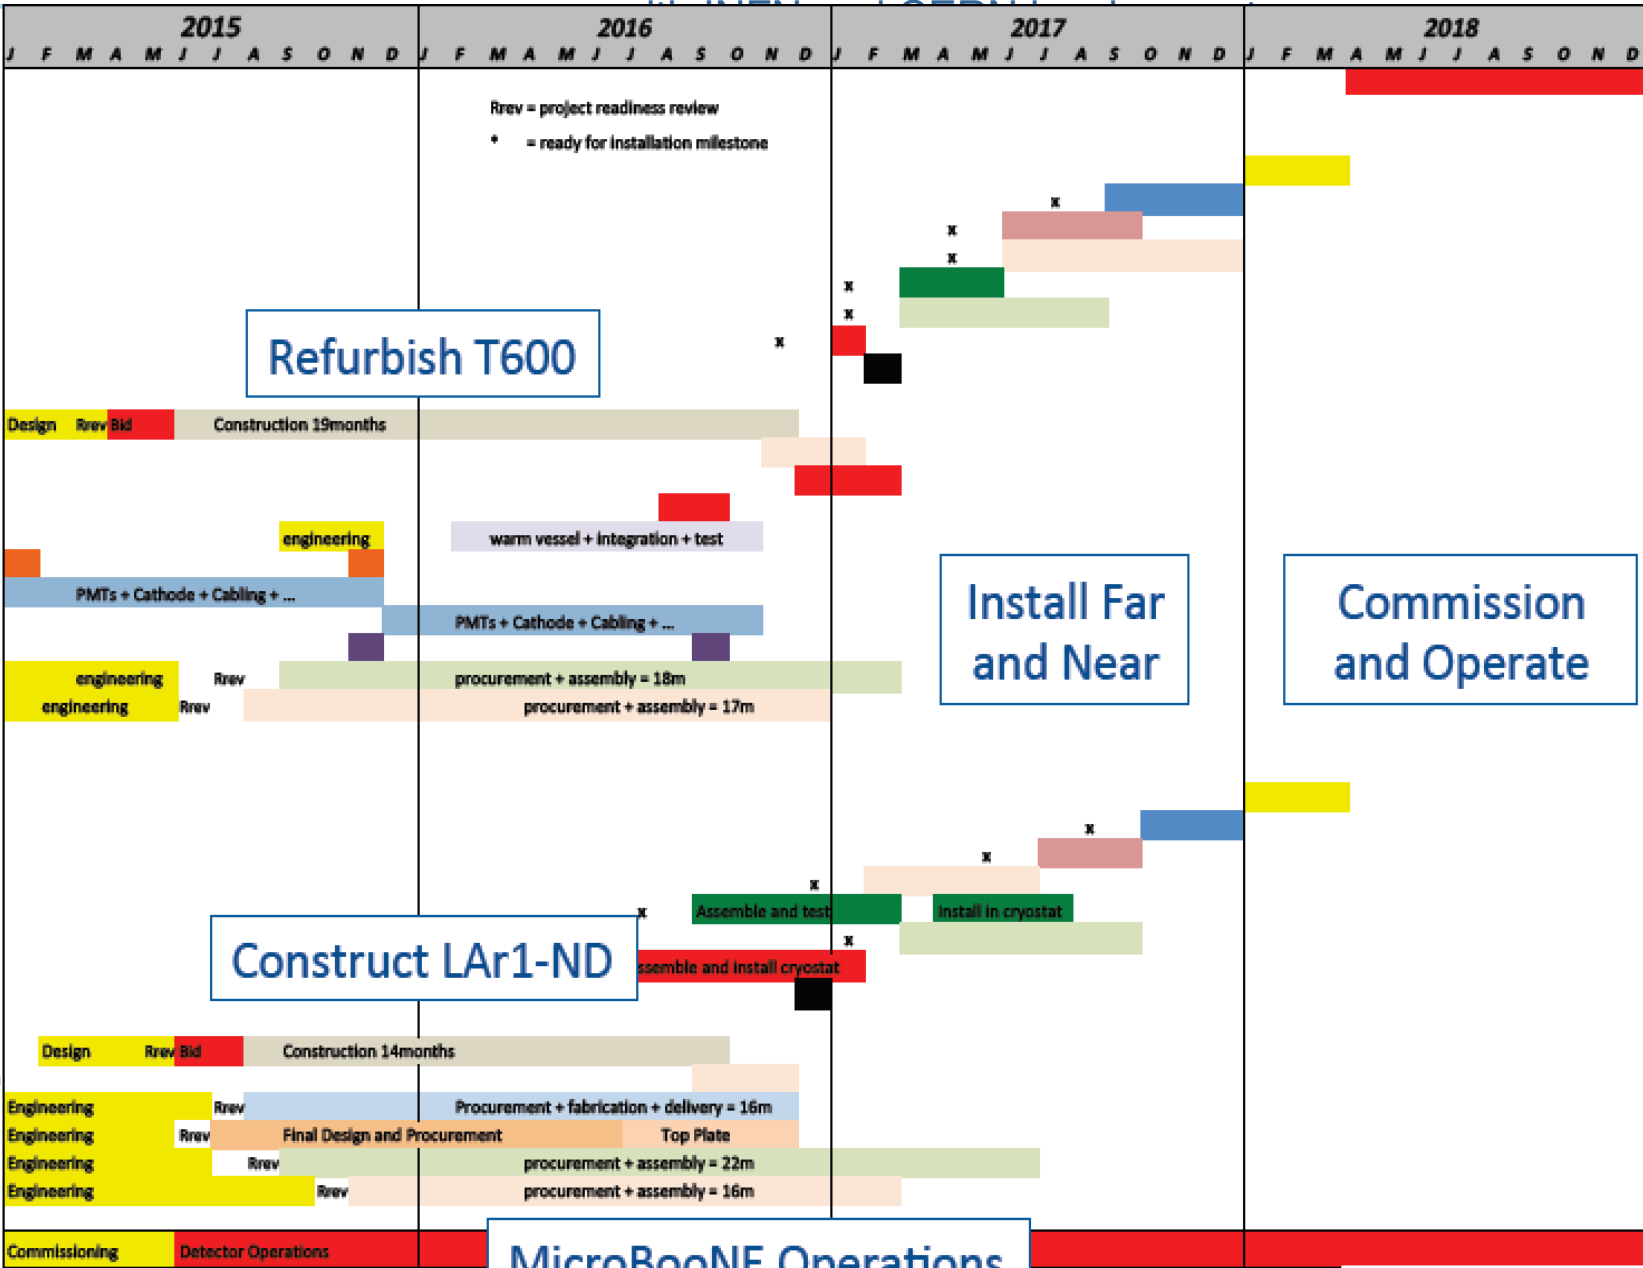 2015 2016 2017 2018
J F M A M J J A S O N D J F M A M J J A S O N D J F M A M J J A S O N D J F M A M J J A S O N D
Rrev = project readiness review
* = ready for installation milestone
x
x
x
x
x
Refurbish T600
x
Design Rrev Bid Construction 19months
engineering warm vessel + integration + test
PMTs + Cathode + Cabling + ...
PMTs + Cathode + Cabling + ...
Install Far
and Near
Commission
and Operate
engineering Rrev procurement + assembly = 18m
engineering Rrev procurement + assembly = 17m
x
x
x
x Assemble and test Install in cryostat
x
Construct LAr1-ND
ssemble and install cryostat
Design Rrev Bid Construction 14months
Engineering Rrev Procurement + fabrication + delivery = 16m
Engineering Rrev Final Design and Procurement Top Plate
Engineering Rrev procurement + assembly = 22m
Engineering Rrev procurement + assembly = 16m
Commissioning Detector Operations
MicroBooNE Operations